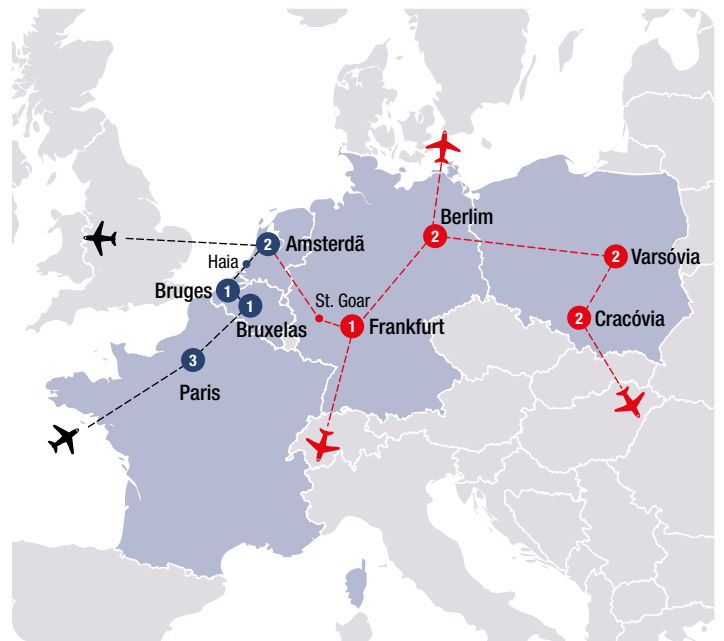 Berlim
2
2
Amsterdã
Haia
2
Varsóvia
Bruges
1
1
Bruxelas
St. Goar
1
Frankfurt
2
Cracóvia
3
Paris